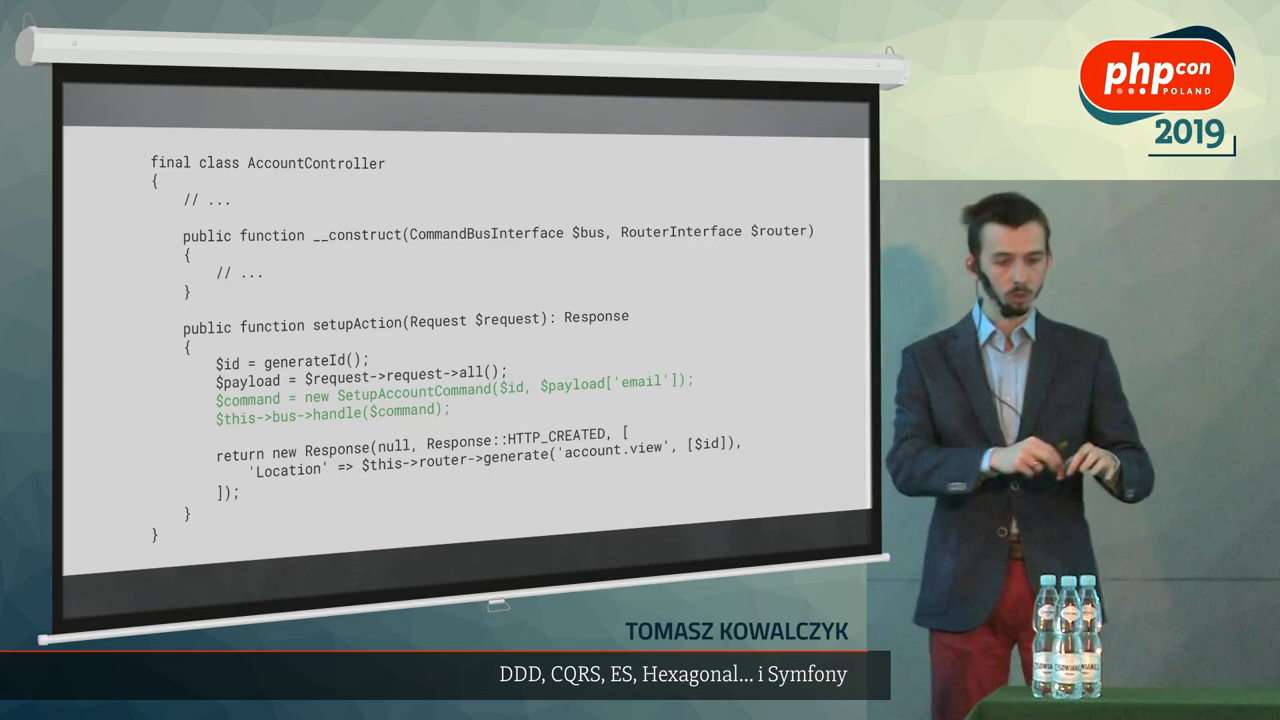 final class AccountController
{
// ...
public function __construct(CommandBusInterface $bus, RouterInterface $router)
{
// ...
}
public function setupAction(Request $request): Response
{
$id = generateId();
$payload = $request->request->all();
$command = new SetupAccountCommand($id, $payload['email']);
$this->bus->handle($command);
return new Response(null, Response::HTTP_CREATED, [
'Location' => $this->router->generate('account.view', [$id]),
]);
}
}
phpcon
POLAND
2019
TOMASZ KOWALCZYK
DDD, CQRS, ES, Hexagonal... i Symfony